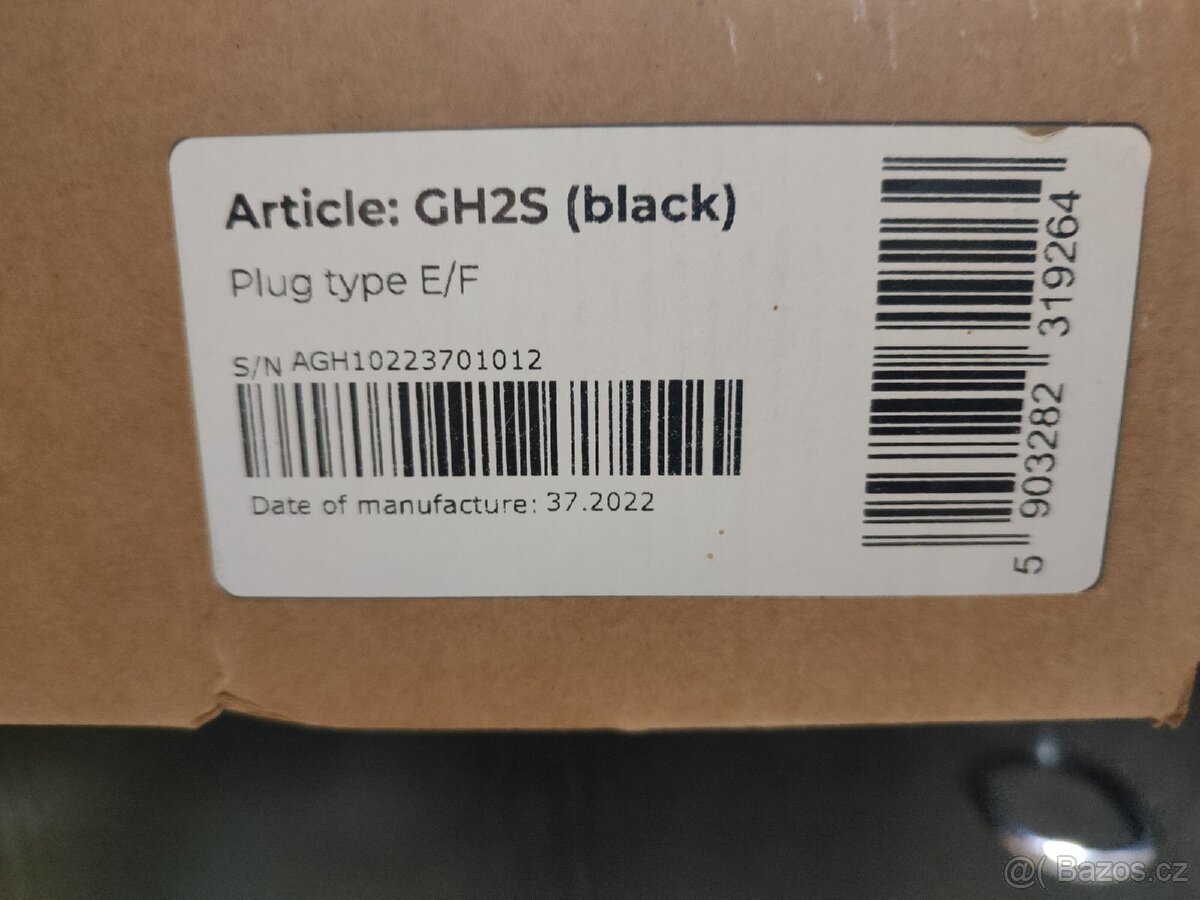 Article: GH2S (black)
Plug type E/F
S/N AGH10223701012
Date of manufacture: 37.2022
5 903282 319264
@( Bazos.cz